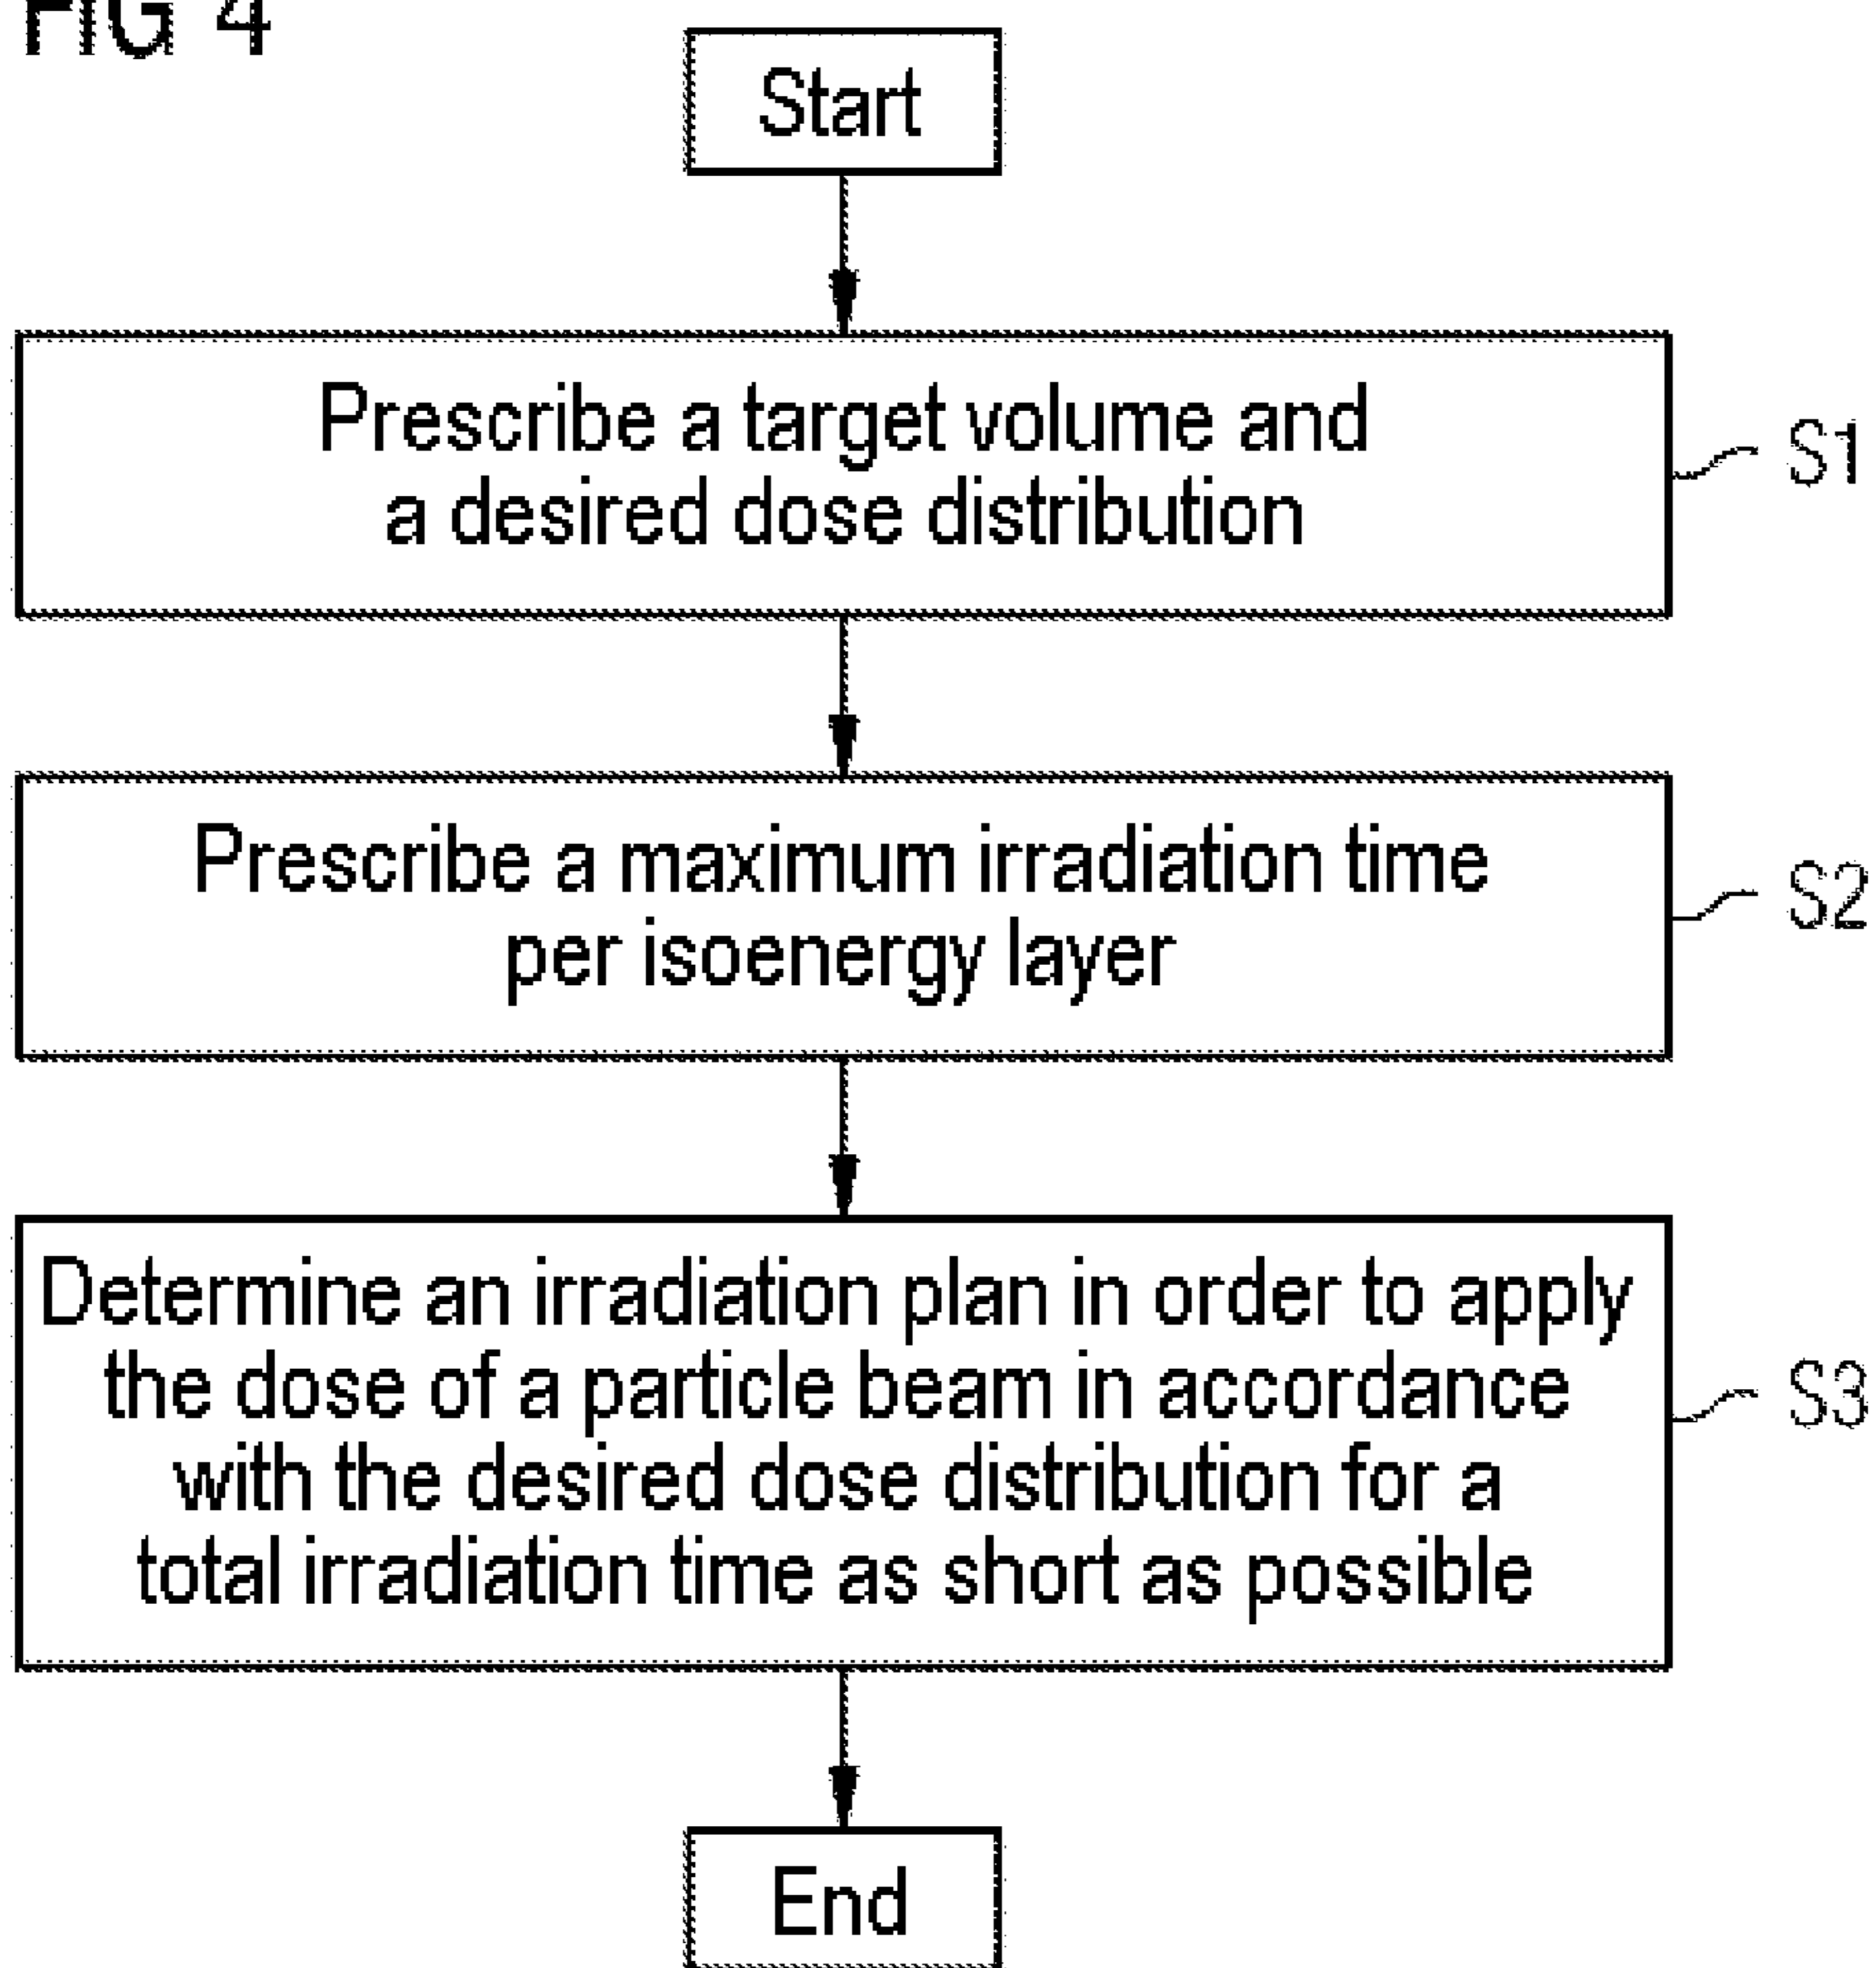 FIG 4
Start
Prescribe a target volume and
a desired dose distribution
S1
Prescribe a maximum irradiation time
per isoenergy layer
S2
Determine an irradiation plan in order to apply
the dose of a particle beam in accordance
with the desired dose distribution for a
total irradiation time as short as possible
S3
End